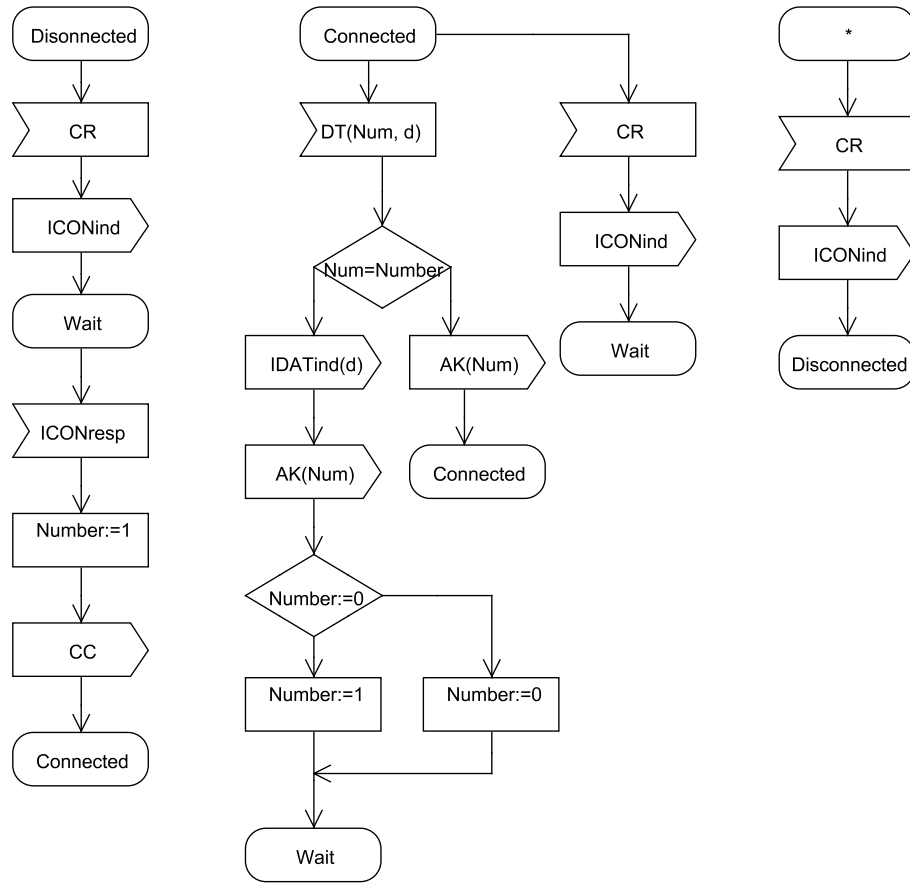 Disonnected
CR
ICONind
Wait
ICONresp
Number:=1
CC
Connected
Connected
DT(Num, d)
Num=Number
IDATind(d)
AK(Num)
Number:=0
Number:=1
Number:=0
Wait
AK(Num)
Connected
CR
ICONind
Wait
*
CR
ICONind
Disconnected